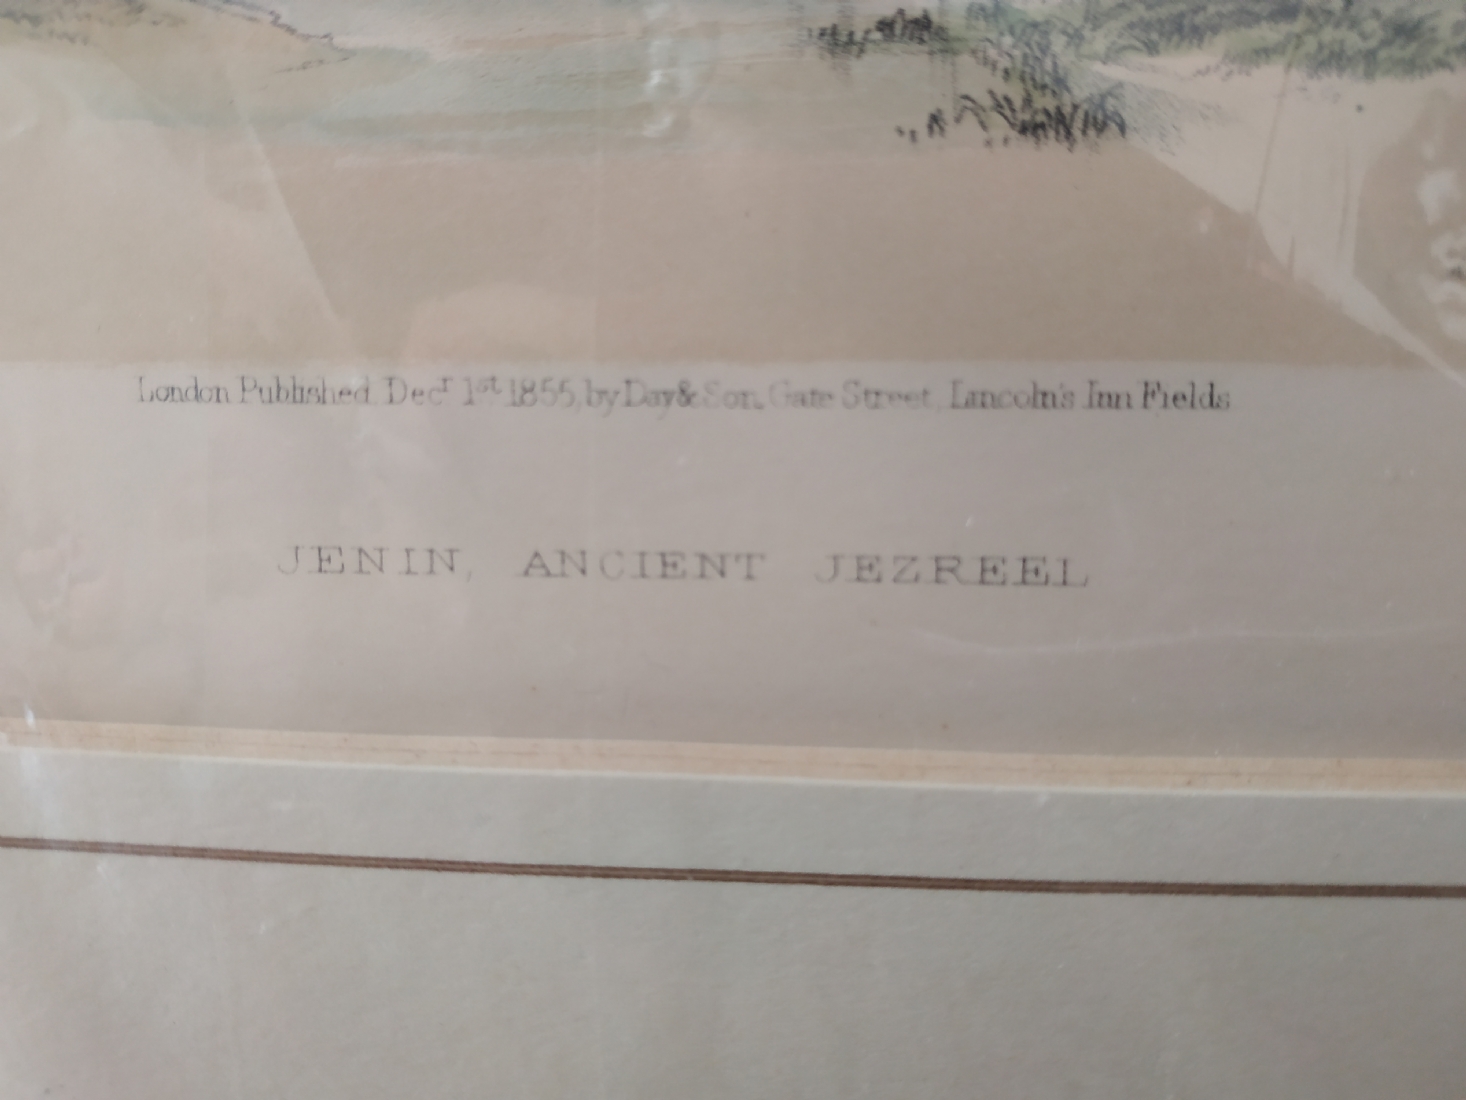 London Published Decr 1st 1855, by Day & Son, Gate Street, Lincoln's Inn Fields
JENIN, ANCIENT JEZREEL